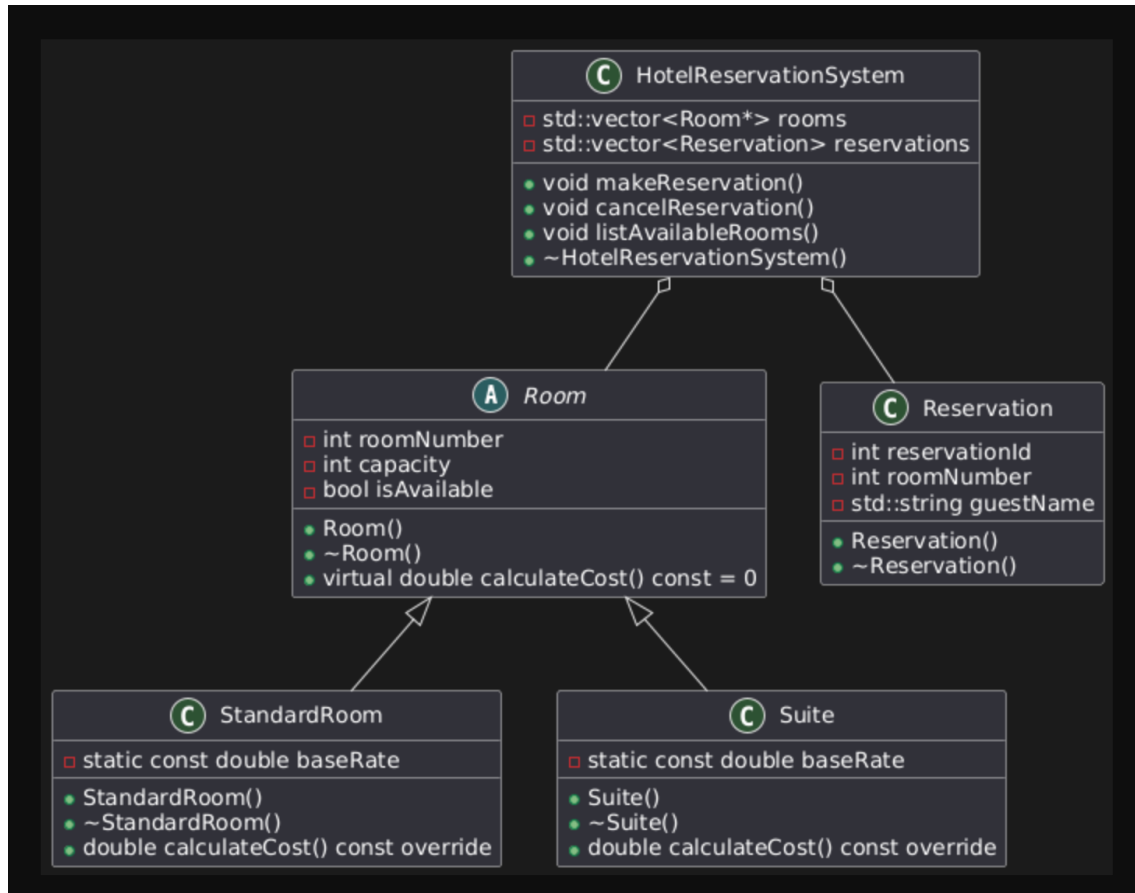 C HotelReservationSystem
std::vector<Room*> rooms
std::vector<Reservation> reservations
void makeReservation()
void cancelReservation()
void listAvailableRooms()
~HotelReservationSystem()
A Room
int roomNumber
int capacity
bool isAvailable
Room()
~Room()
virtual double calculateCost() const = 0
C Reservation
int reservationId
int roomNumber
std::string guestName
Reservation()
~Reservation()
C StandardRoom
static const double baseRate
StandardRoom()
~StandardRoom()
double calculateCost() const override
C Suite
static const double baseRate
Suite()
~Suite()
double calculateCost() const override